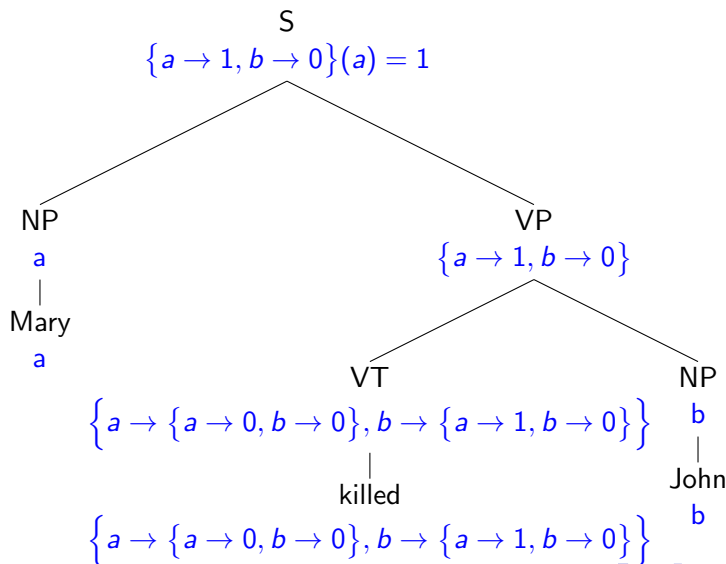 S
{a → 1, b → 0}(a) = 1
NP VP
a {a → 1, b → 0}
Mary
a
VT NP
{a → {a → 0, b → 0}, b → {a → 1, b → 0}} b
killed John
{a → {a → 0, b → 0}, b → {a → 1, b → 0}} b